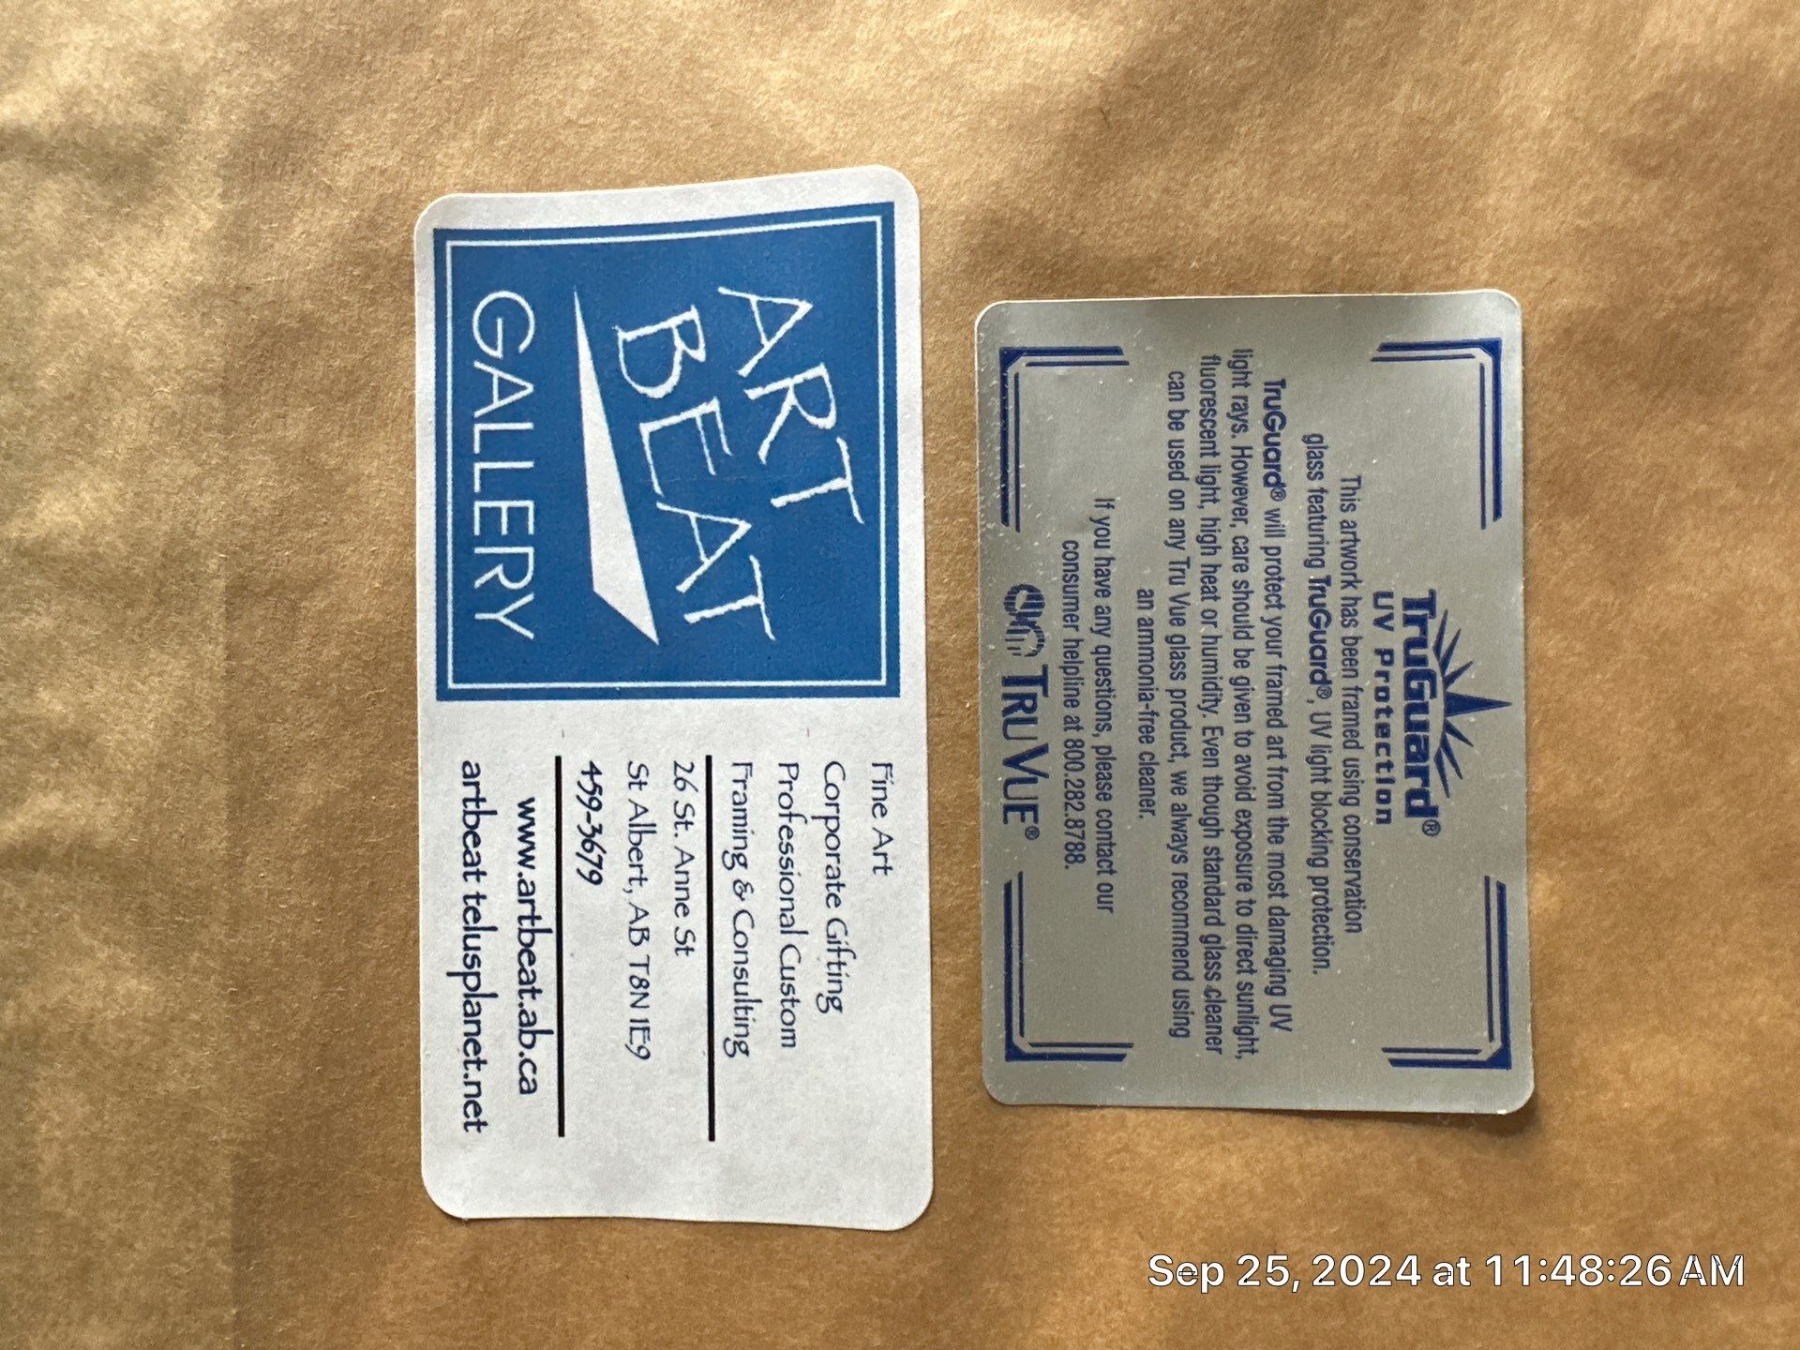 ART
BEAT
GALLERY
Fine Art
Corporate Gifting
Professional Custom
Framing & Consulting
26 St. Anne St
St Albert, AB T8N 1E9
459-3679
www.artbeat.ab.ca
artbeat telusplanet.net
TruGuard®
UV Protection
This artwork has been framed using conservation
glass featuring TruGuard®, UV light blocking protection.
TruGuard® will protect your framed art from the most damaging UV
light rays. However, care should be given to avoid exposure to direct sunlight,
fluorescent light, high heat or humidity. Even though standard glass cleaner
can be used on any Tru Vue glass product, we always recommend using
an ammonia-free cleaner.
If you have any questions, please contact our
consumer helpline at 800.282.8788.
TRU VUE®
Sep 25, 2024 at 11:48:26 AM